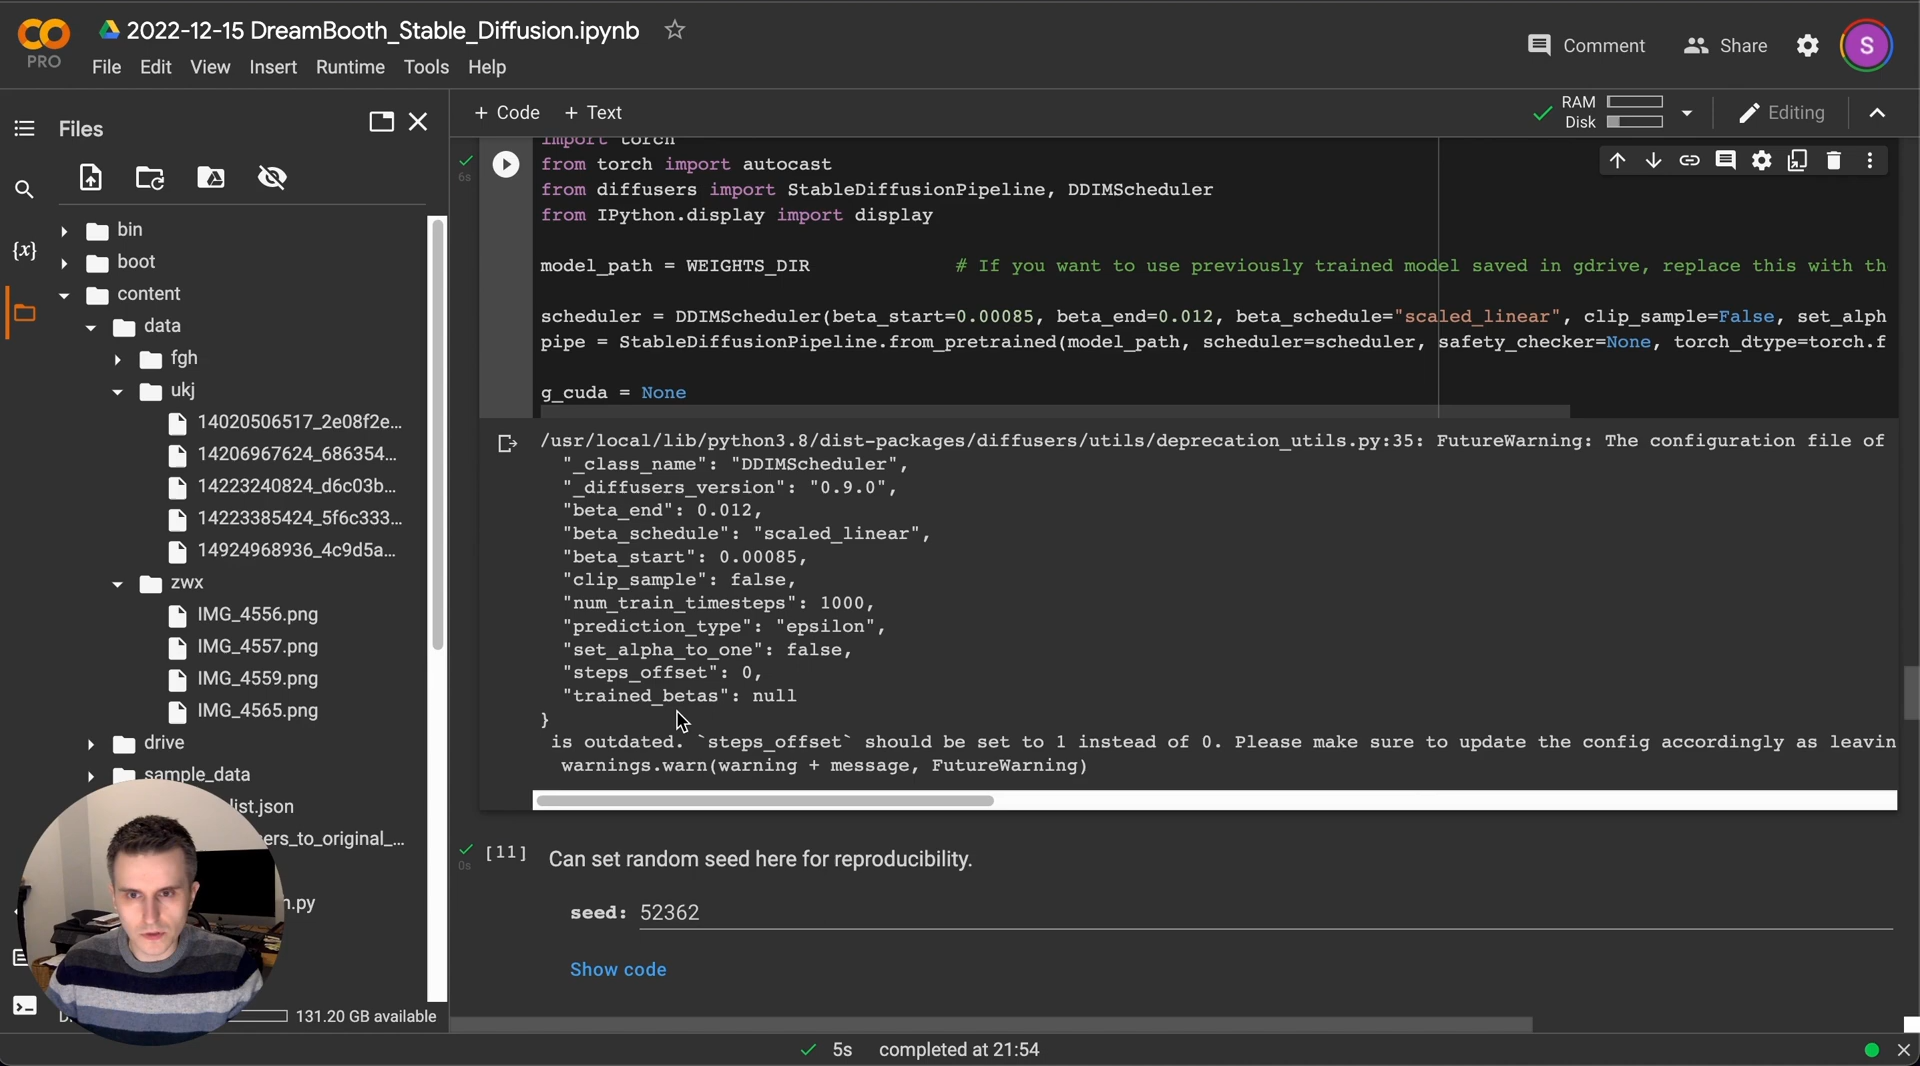 2022-12-15 DreamBooth_Stable_Diffusion.ipynb
PRO
File Edit View Insert Runtime Tools Help
Comment
Share
S
Files
+ Code + Text
RAM
Disk
Editing
bin
boot
content
data
fgh
ukj
14020506517_2e08f2e...
14206967624_686354...
14223240824_d6c03b...
14223385424_5f6c333...
14924968936_4c9d5a...
zwx
IMG_4556.png
IMG_4557.png
IMG_4559.png
IMG_4565.png
drive
sample_data
list.json
ers_to_original_...
n.py
131.20 GB available
{x}
6s
import torch
from torch import autocast
from diffusers import StableDiffusionPipeline, DDIMScheduler
from IPython.display import display
model_path = WEIGHTS_DIR # If you want to use previously trained model saved in gdrive, replace this with th
scheduler = DDIMScheduler(beta_start=0.00085, beta_end=0.012, beta_schedule="scaled_linear", clip_sample=False, set_alph
pipe = StableDiffusionPipeline.from_pretrained(model_path, scheduler=scheduler, safety_checker=None, torch_dtype=torch.f
g_cuda = None
/usr/local/lib/python3.8/dist-packages/diffusers/utils/deprecation_utils.py:35: FutureWarning: The configuration file of
"_class_name": "DDIMScheduler",
"_diffusers_version": "0.9.0",
"beta_end": 0.012,
"beta_schedule": "scaled_linear",
"beta_start": 0.00085,
"clip_sample": false,
"num_train_timesteps": 1000,
"prediction_type": "epsilon",
"set_alpha_to_one": false,
"steps_offset": 0,
"trained_betas": null
}
is outdated. `steps_offset` should be set to 1 instead of 0. Please make sure to update the config accordingly as leavin
warnings.warn(warning + message, FutureWarning)
0s
[11] Can set random seed here for reproducibility.
seed: 52362
Show code
5s completed at 21:54